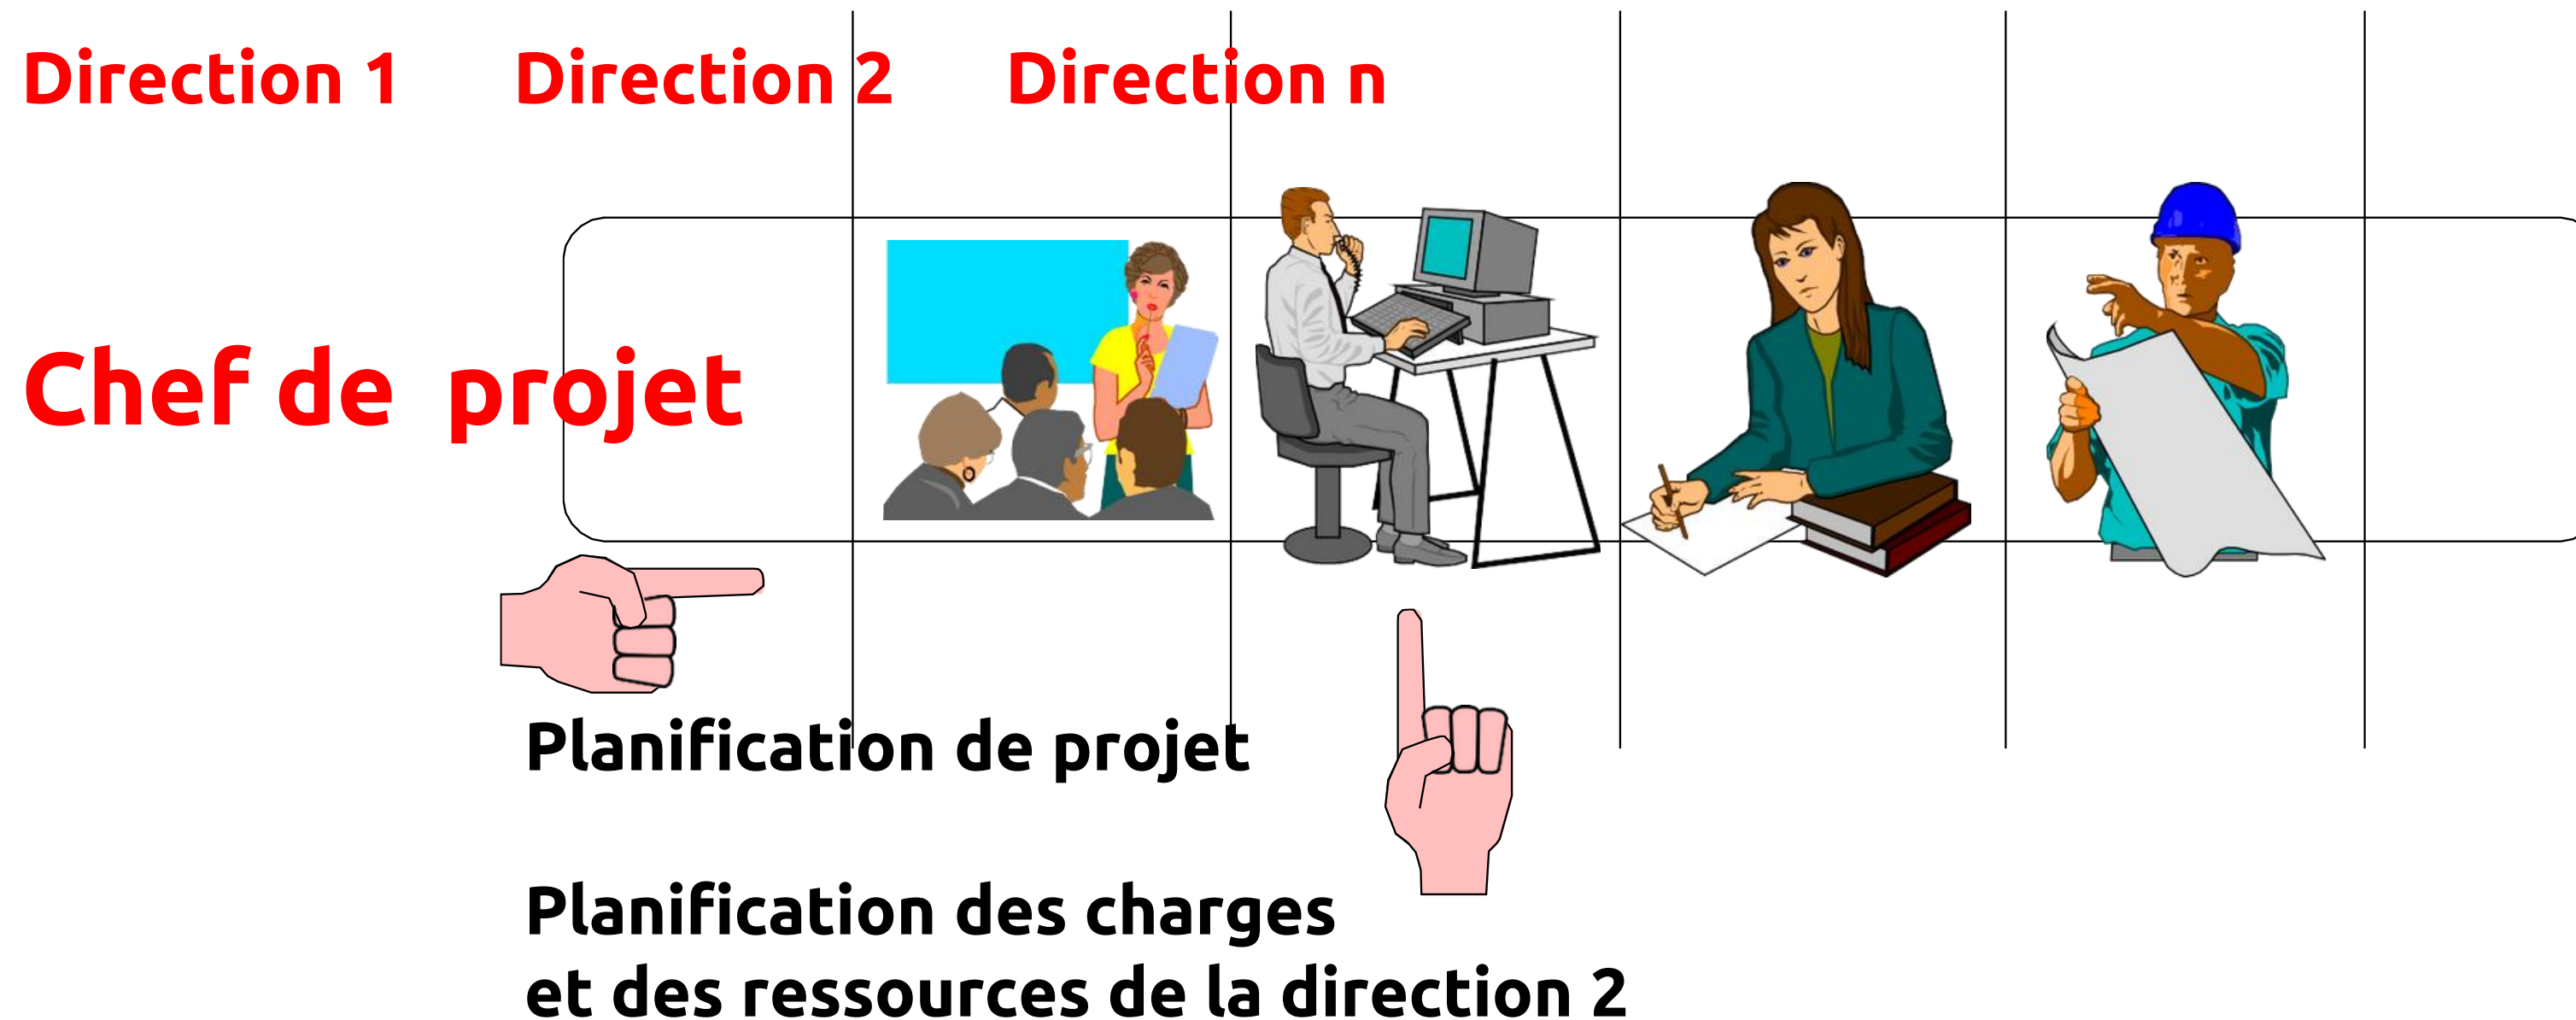 Direction 1 Direction 2 Direction n
Chef de projet
Planification de projet
Planification des charges
et des ressources de la direction 2